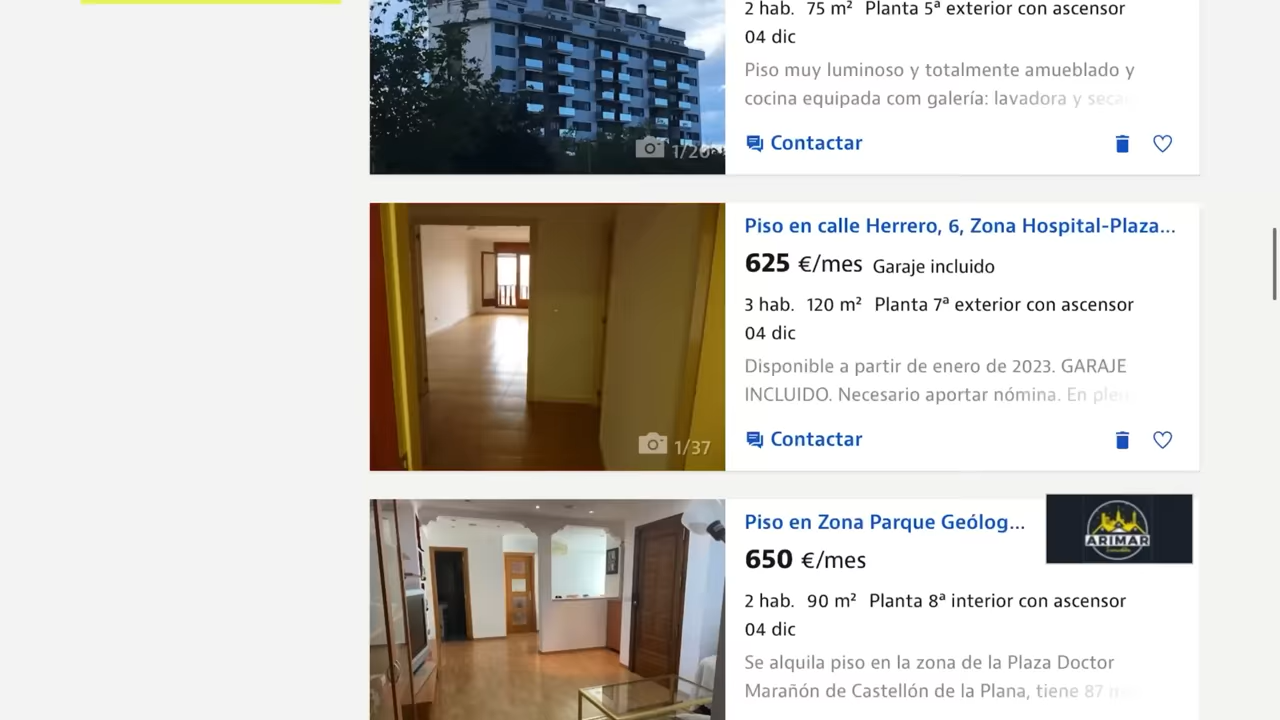 2 hab. 75 m² Planta 5ª exterior con ascensor
04 dic
Piso muy luminoso y totalmente amueblado y
cocina equipada com galería: lavadora y
1/20
Contactar
Piso en calle Herrero, 6, Zona Hospital-Plaza...
625 €/mes Garaje incluido
3 hab. 120 m² Planta 7ª exterior con ascensor
04 dic
Disponible a partir de enero de 2023. GARAJE
INCLUIDO. Necesario aportar nómina. En
1/37
Contactar
Piso en Zona Parque Geólog...
ARIMAR
650 €/mes
2 hab. 90 m² Planta 8ª interior con ascensor
04 dic
Se alquila piso en la zona de la Plaza Doctor
Marañón de Castellón de la Plana, tiene 87